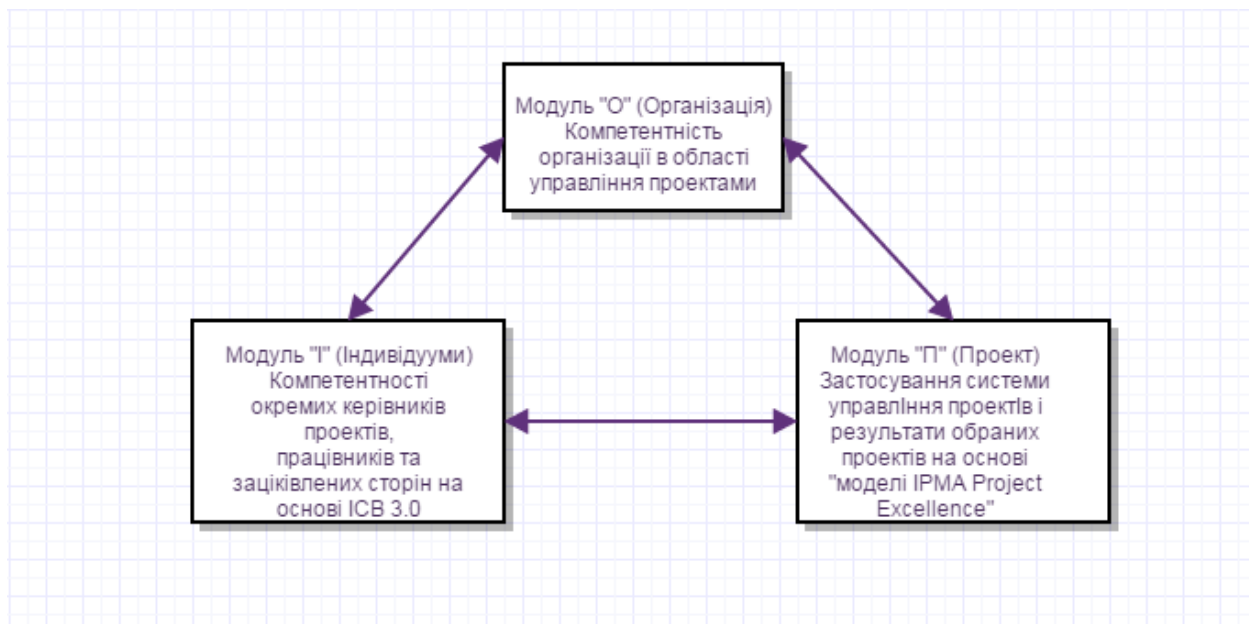 Модуль "О" (Організація)
Компетентність
організації в області
управління проектами
Модуль "І" (Індивідууми)
Компетентності
окремих керівників
проектів,
працівників та
заціківлених сторін на
основі ICB 3.0
Модуль "П" (Проект)
Застосування системи
управління проектів і
результати обраних
проектів на основі
"моделі IPMA Project
Excellence"